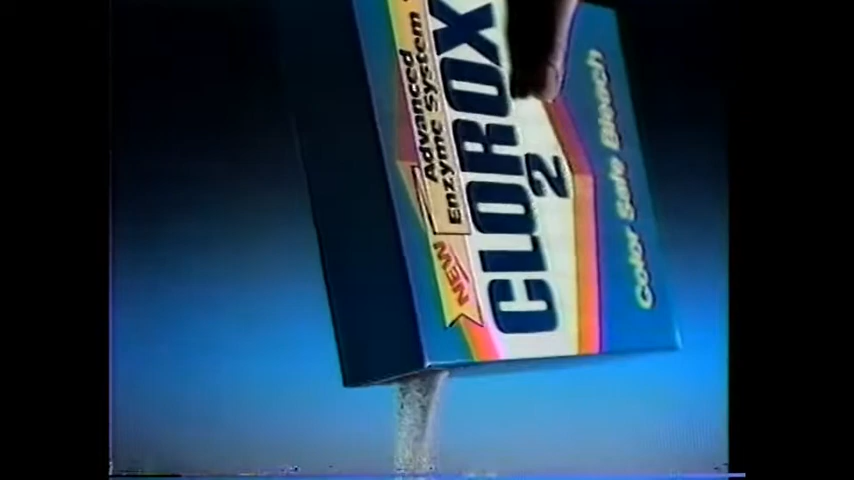 NEW
Advanced
Enzyme System
CLOROX
2
Color Safe Bleach